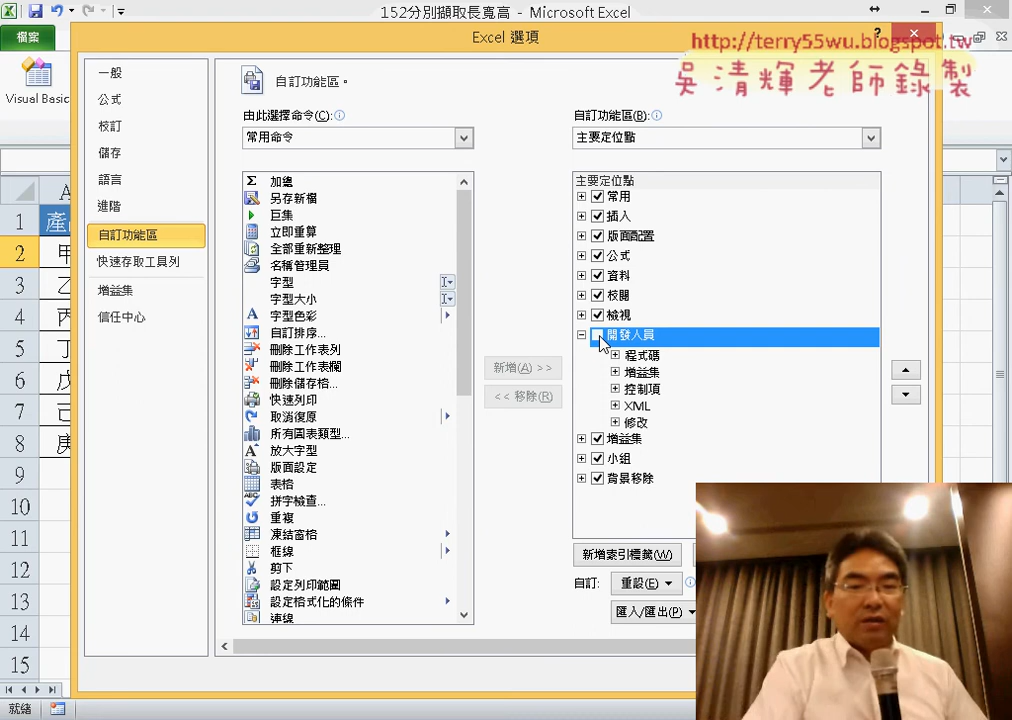 152分別擷取長寬高 - Microsoft Excel
檔案
Excel 選項
?
http://terry55wu.blogspot.tw
吳清輝老師錄製
Visual Basic
一般
公式
校訂
儲存
語言
進階
自訂功能區
快速存取工具列
增益集
信任中心
自訂功能區。
由此選擇命令(C):
常用命令
加總
另存新檔
巨集
立即重算
全部重新整理
名稱管理員
字型
字型大小
字型色彩
自訂排序...
刪除工作表列
刪除工作表欄
刪除儲存格...
快速列印
取消復原
所有圖表類型...
放大字型
版面設定
表格
拼字檢查...
重複
凍結窗格
框線
剪下
設定列印範圍
設定格式化的條件
連線
新增(A) >>
<< 移除(R)
自訂功能區(B):
主要定位點
主要定位點
常用
插入
版面配置
公式
資料
校閱
檢視
開發人員
程式碼
增益集
控制項
XML
修改
增益集
小組
背景移除
新增索引標籤(W)
自訂:
重設(E)
匯入/匯出(P)
A
1
2
3
4
5
6
7
8
9
10
11
12
13
14
15
產
甲
乙
丙
丁
戊
己
庚
就緒